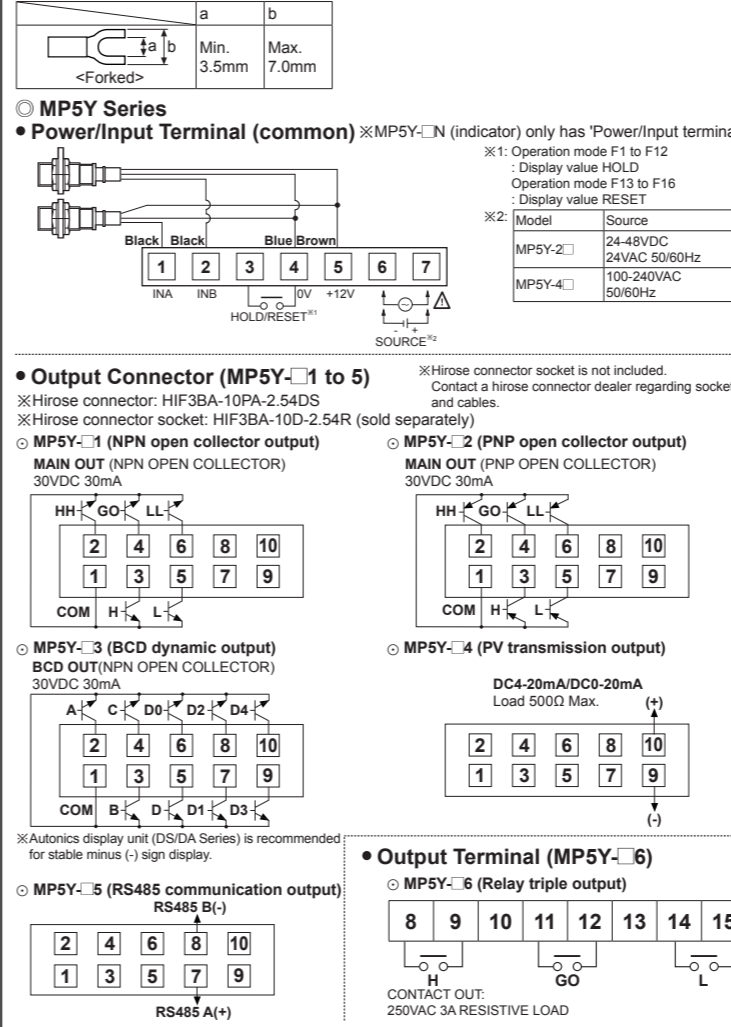 a b
a b Min. 3.5mm Max. 7.0mm
<Forked>
◎ MP5Y Series
• Power/Input Terminal (common) ※MP5Y-□N (indicator) only has 'Power/Input
※1: Operation mode F1 to F12
: Display value HOLD
Operation mode F13 to F16
: Display value RESET
※2: Model Source
MP5Y-2□ 24-48VDC
24VAC 50/60Hz
MP5Y-4□ 100-240VAC
50/60Hz
Black Black Blue Brown
1 2 3 4 5 6 7
INA INB 0V +12V
HOLD/RESET※1
- +
SOURCE※2
• Output Connector (MP5Y-□1 to 5)
※Hirose connector socket is not included.
Contact a hirose connector dealer regarding socket
and cables.
※Hirose connector: HIF3BA-10PA-2.54DS
※Hirose connector socket: HIF3BA-10D-2.54R (sold separately)
⊙ MP5Y-□1 (NPN open collector output)
MAIN OUT (NPN OPEN COLLECTOR)
30VDC 30mA
HH GO LL
2 4 6 8 10
1 3 5 7 9
COM H L
⊙ MP5Y-□2 (PNP open collector output)
MAIN OUT (PNP OPEN COLLECTOR)
30VDC 30mA
HH GO LL
2 4 6 8 10
1 3 5 7 9
COM H L
⊙ MP5Y-□3 (BCD dynamic output)
BCD OUT(NPN OPEN COLLECTOR)
30VDC 30mA
A C D0 D2 D4
2 4 6 8 10
1 3 5 7 9
COM B D D1 D3
※Autonics display unit (DS/DA Series) is recommended
for stable minus (-) sign display.
⊙ MP5Y-□4 (PV transmission output)
DC4-20mA/DC0-20mA
Load 500Ω Max. (+)
2 4 6 8 10
1 3 5 7 9
(-)
⊙ MP5Y-□5 (RS485 communication output)
RS485 B(-)
2 4 6 8 10
1 3 5 7 9
RS485 A(+)
• Output Terminal (MP5Y-□6)
⊙ MP5Y-□6 (Relay triple output)
8 9 10 11 12 13 14 15
H GO L
CONTACT OUT:
250VAC 3A RESISTIVE LOAD